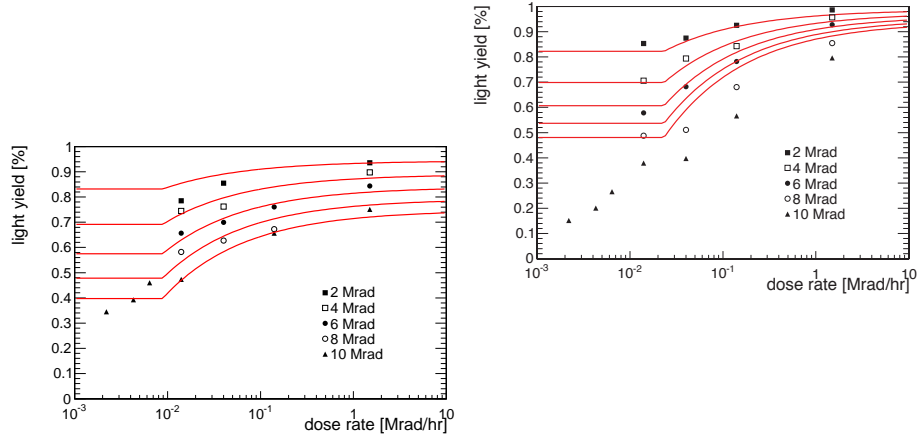 light yield [%]
1
0.9
0.8
0.7
0.6
0.5
0.4
0.3
0.2
0.1
0
2 Mrad
4 Mrad
6 Mrad
8 Mrad
10 Mrad
10⁻³
10⁻²
10⁻¹
1
10
dose rate [Mrad/hr]
light yield [%]
1
0.9
0.8
0.7
0.6
0.5
0.4
0.3
0.2
0.1
0
2 Mrad
4 Mrad
6 Mrad
8 Mrad
10 Mrad
10⁻³
10⁻²
10⁻¹
1
10
dose rate [Mrad/hr]